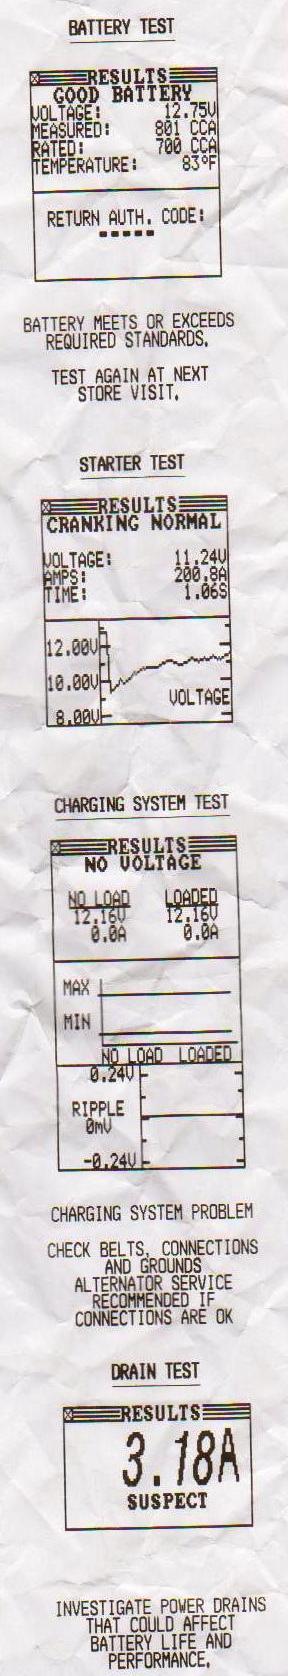 BATTERY TEST
RESULTS
GOOD BATTERY
VOLTAGE: 12.75V
MEASURED: 801 CCA
RATED: 700 CCA
TEMPERATURE: 83°F
RETURN AUTH. CODE:
BATTERY MEETS OR EXCEEDS
REQUIRED STANDARDS.
TEST AGAIN AT NEXT
STORE VISIT.
STARTER TEST
RESULTS
CRANKING NORMAL
VOLTAGE: 11.24V
AMPS: 200.8A
TIME: 1.06S
12.00V
10.00V
VOLTAGE
8.00V
CHARGING SYSTEM TEST
RESULTS
NO VOLTAGE
NO LOAD LOADED
12.16V 12.16V
0.0A 0.0A
MAX
MIN
NO LOAD LOADED
0.24V
RIPPLE
0mV
-0.24V
CHARGING SYSTEM PROBLEM
CHECK BELTS, CONNECTIONS
AND GROUNDS
ALTERNATOR SERVICE
RECOMMENDED IF
CONNECTIONS ARE OK
DRAIN TEST
RESULTS
3.18A
SUSPECT
INVESTIGATE POWER DRAINS
THAT COULD AFFECT
BATTERY LIFE AND
PERFORMANCE.